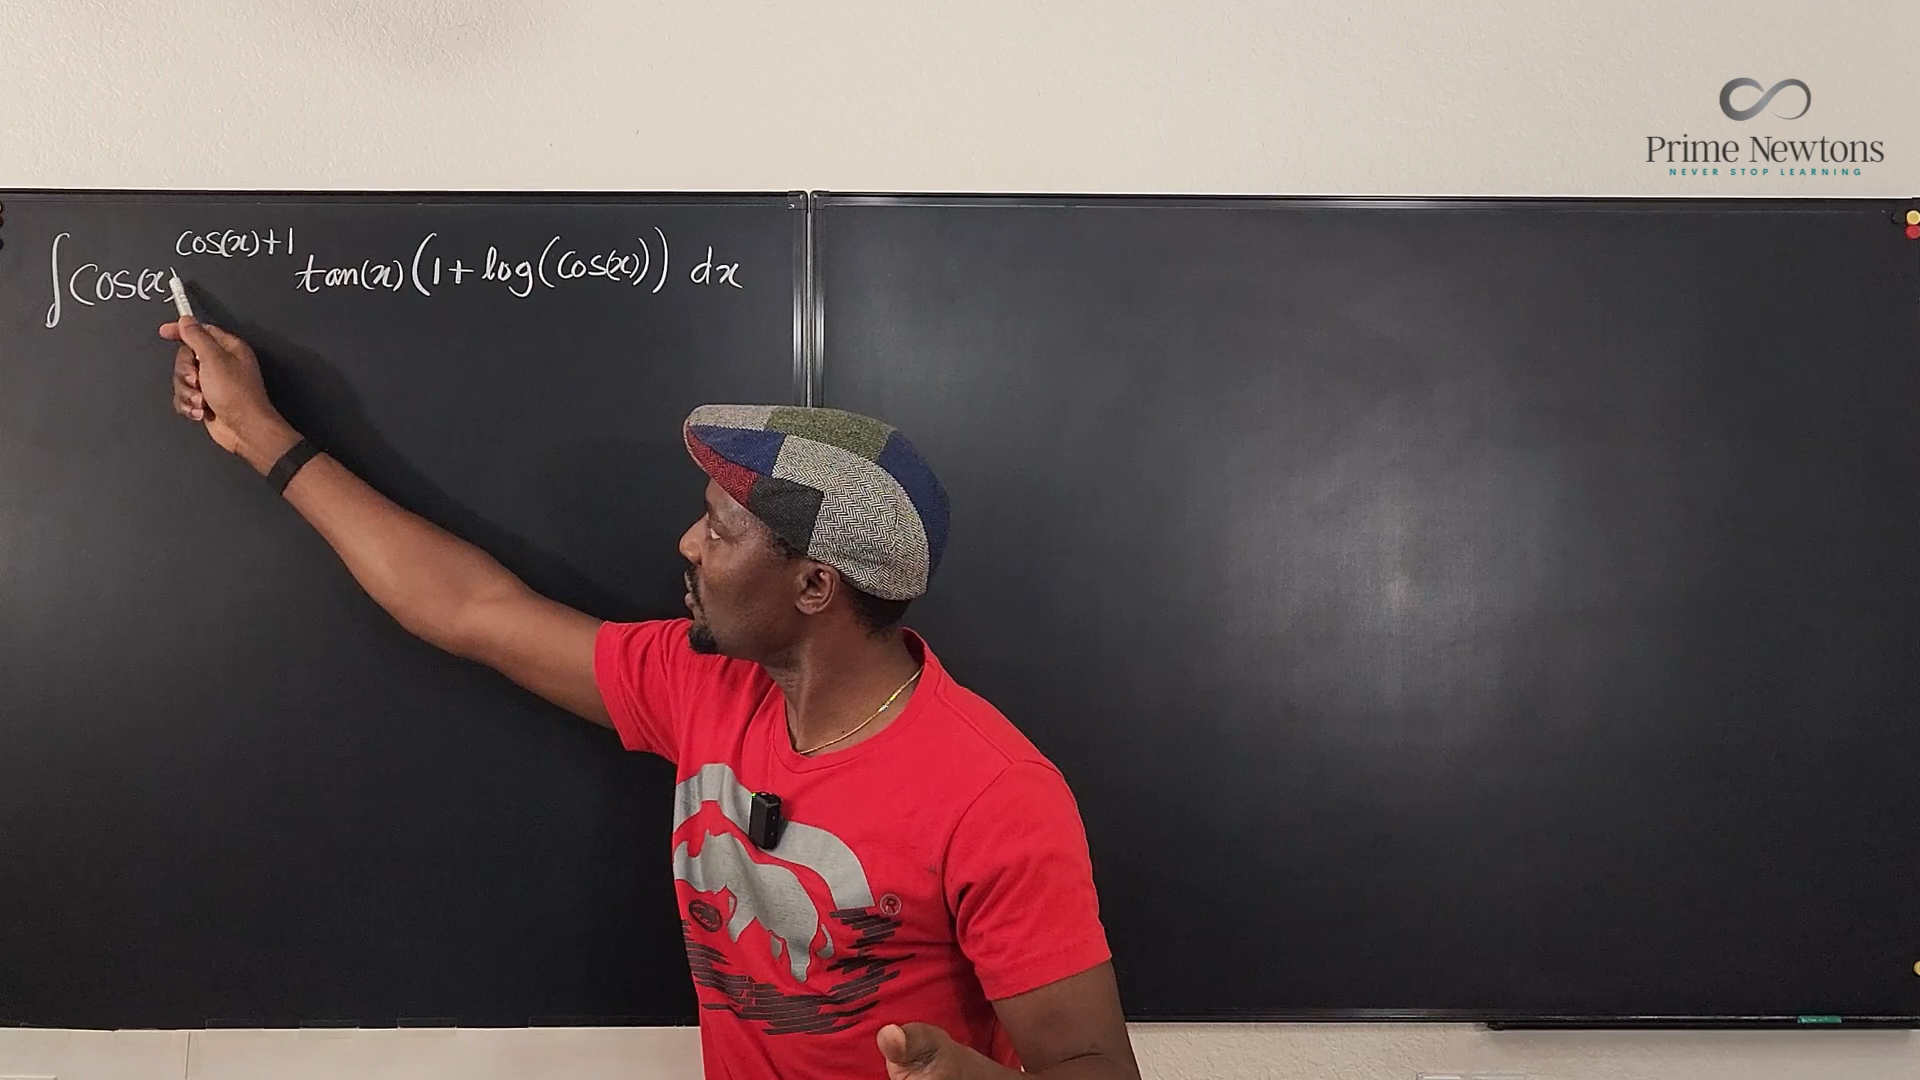 ∫ Cos(x)^{Cos(x)+1} tan(x) (1 + log(Cos(x))) dx
Prime Newtons
NEVER STOP LEARNING
®